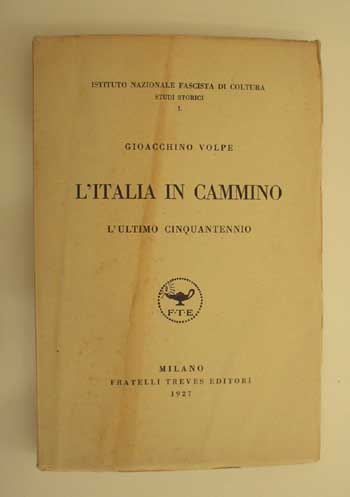 ISTITUTO NAZIONALE FASCISTA DI COLTURA
STUDI STORICI
I.
GIOACCHINO VOLPE
L'ITALIA IN CAMMINO
L'ULTIMO CINQUANTENNIO
F·T·E
MILANO
FRATELLI TREVES EDITORI
1927